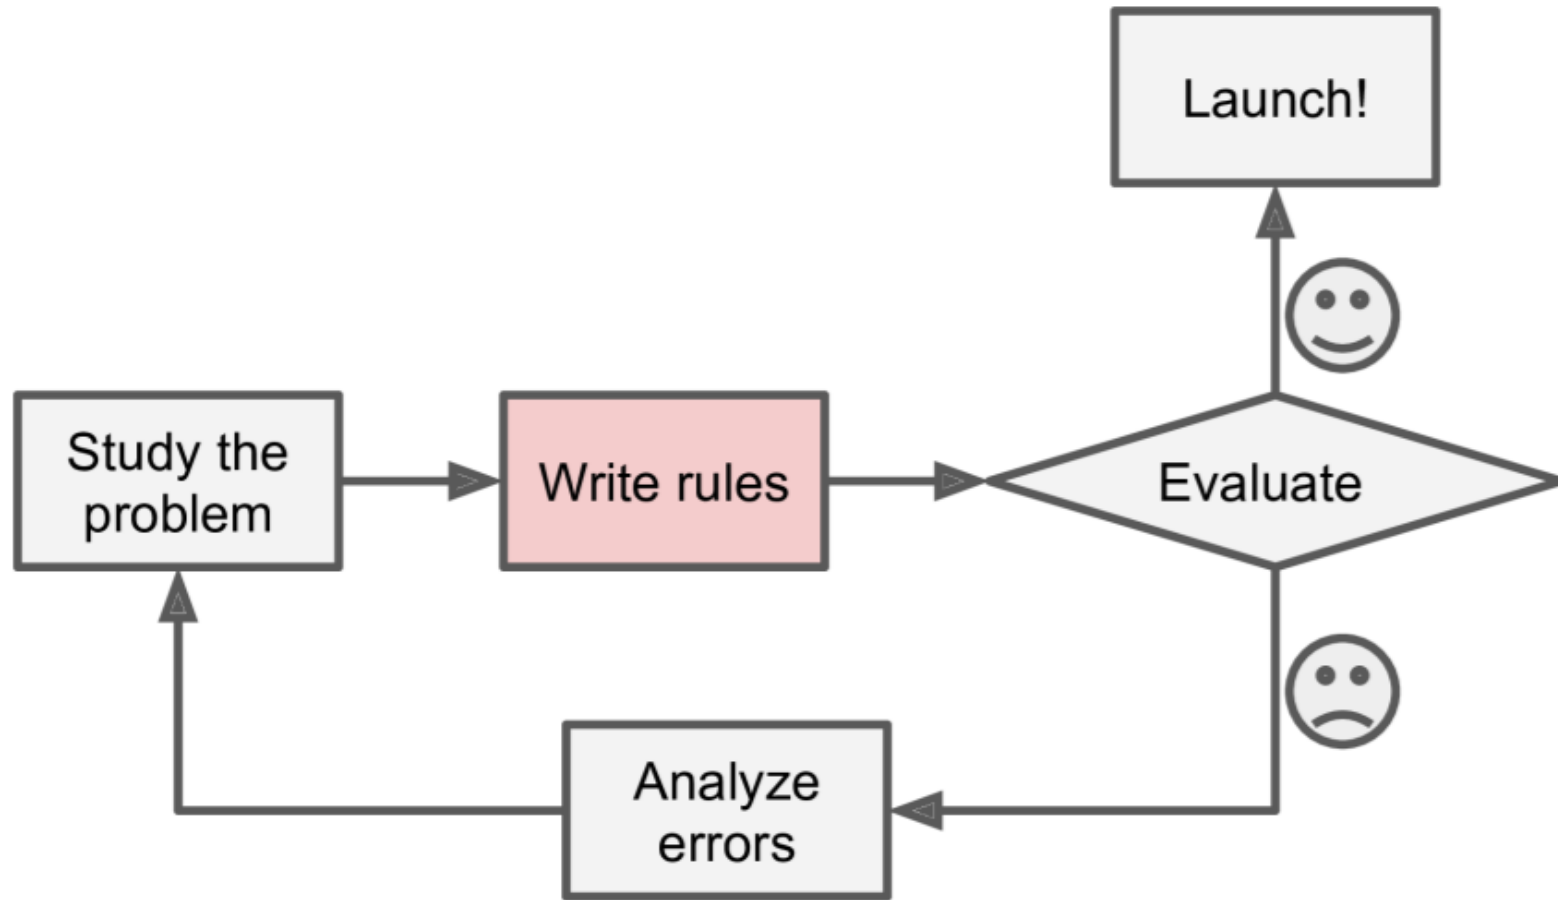 Launch!
Study the
problem
Write rules
Evaluate
Analyze
errors